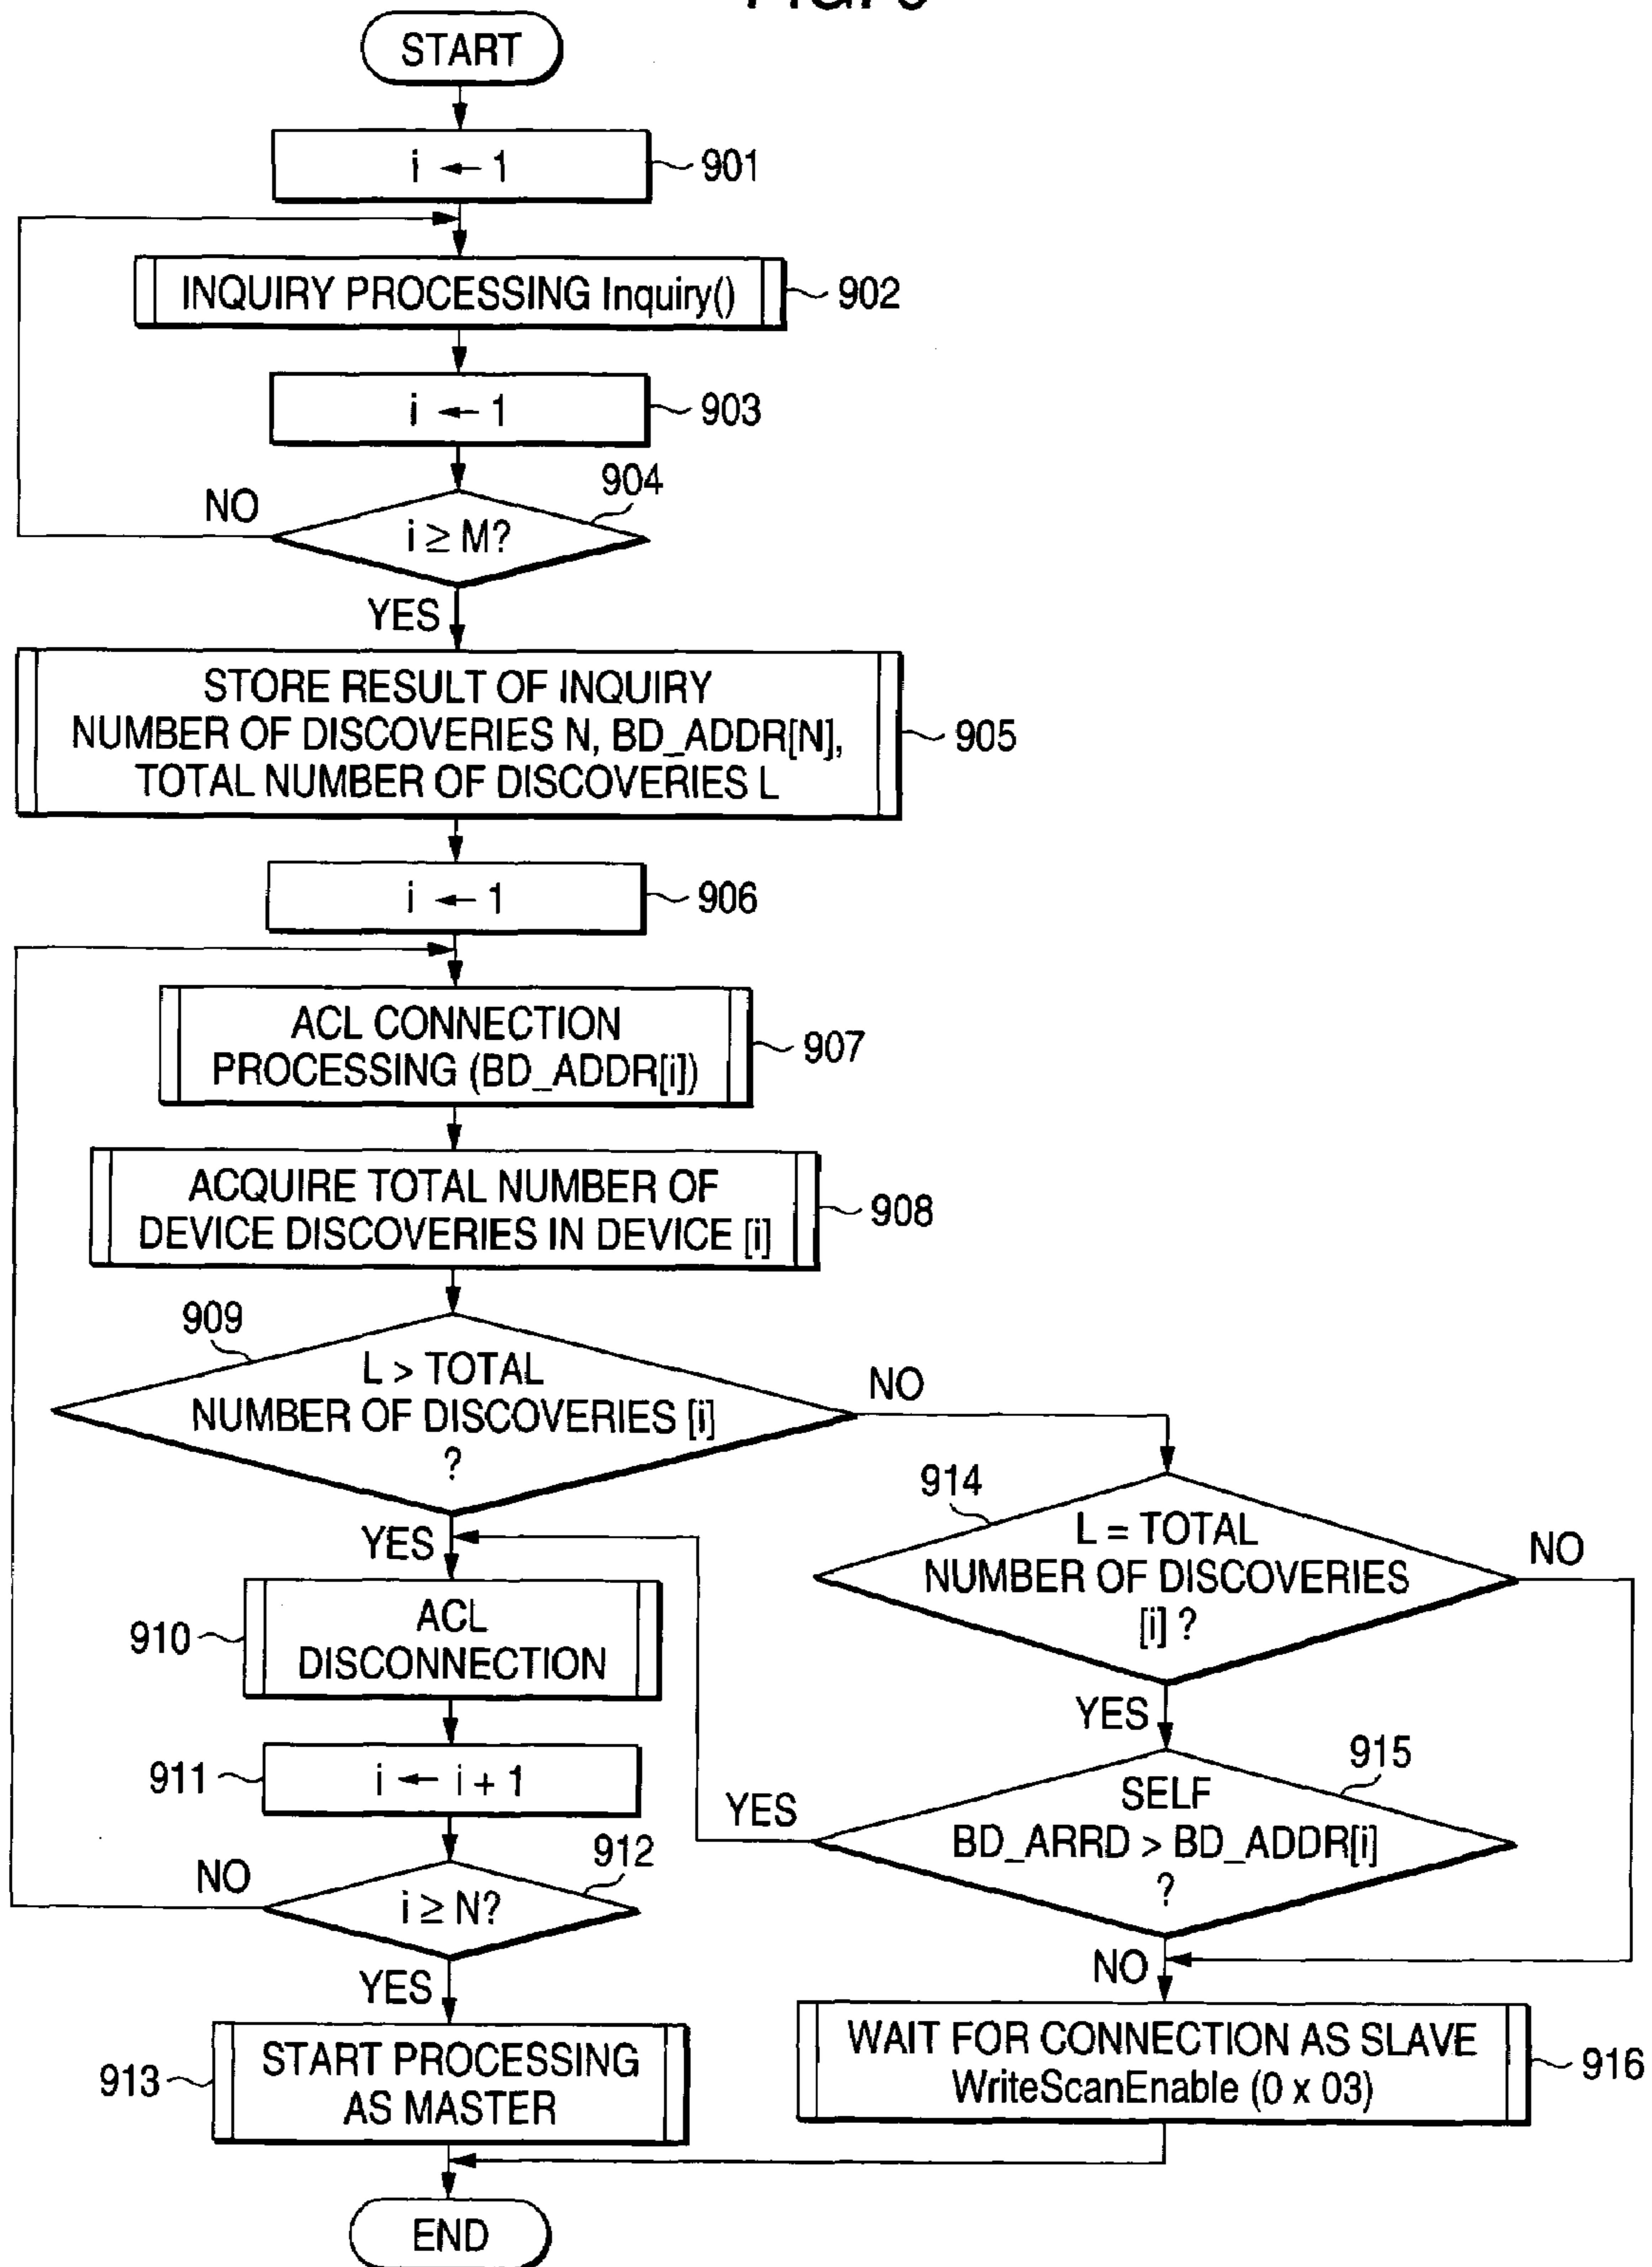 START
i ← 1
901
INQUIRY PROCESSING Inquiry()
902
i ← 1
903
904
NO
i ≥ M?
YES
STORE RESULT OF INQUIRY
NUMBER OF DISCOVERIES N, BD_ADDR[N],
TOTAL NUMBER OF DISCOVERIES L
905
i ← 1
906
ACL CONNECTION
PROCESSING (BD_ADDR[i])
907
ACQUIRE TOTAL NUMBER OF
DEVICE DISCOVERIES IN DEVICE [i]
908
909
L > TOTAL
NUMBER OF DISCOVERIES [i]
?
NO
YES
914
L = TOTAL
NUMBER OF DISCOVERIES
[i] ?
NO
YES
910
ACL
DISCONNECTION
911
i ← i + 1
915
SELF
BD_ARRD > BD_ADDR[i]
?
YES
NO
912
NO
i ≥ N?
YES
913
START PROCESSING
AS MASTER
WAIT FOR CONNECTION AS SLAVE
WriteScanEnable (0 x 03)
916
END